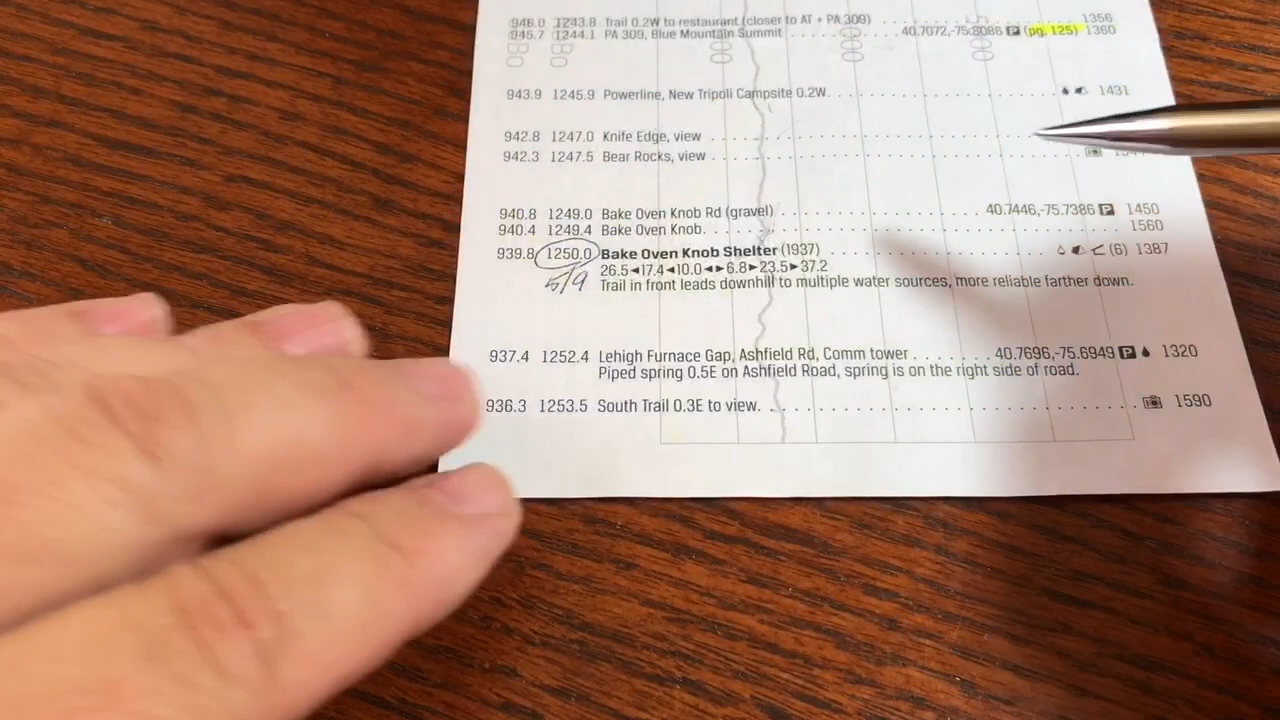 946.0 1243.8 Trail 0.2W to restaurant (closer to AT + PA 309) . . . . . . . . 1356
945.7 1244.1 PA 309, Blue Mountain Summit . . . . . . . . 40.7072,-75.8086 P (pg. 125) 1360
943.9 1245.9 Powerline, New Tripoli Campsite 0.2W. . . . . . . . 1431
942.8 1247.0 Knife Edge, view . . . . . . . .
942.3 1247.5 Bear Rocks, view . . . . . . . .
940.8 1249.0 Bake Oven Knob Rd (gravel) . . . . . . . . 40.7446,-75.7386 P 1450
940.4 1249.4 Bake Oven Knob. . . . . . . . 1560
939.8 1250.0 Bake Oven Knob Shelter (1937) . . . . . . . . (6) 1387
5/9 26.5◄17.4◄10.0◄►6.8►23.5►37.2
Trail in front leads downhill to multiple water sources, more reliable farther down.
937.4 1252.4 Lehigh Furnace Gap, Ashfield Rd, Comm tower . . . . . . . 40.7696,-75.6949 P 1320
Piped spring 0.5E on Ashfield Road, spring is on the right side of road.
936.3 1253.5 South Trail 0.3E to view. . . . . . . . 1590